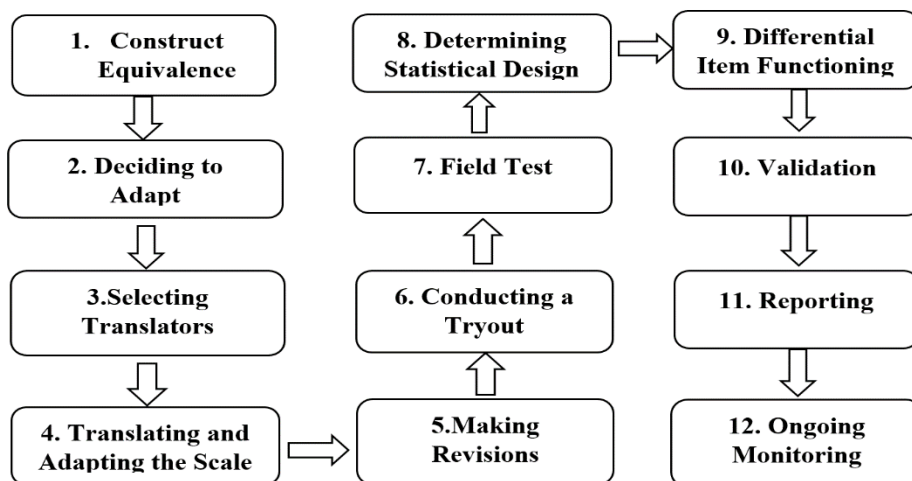 1. Construct
Equivalence
2. Deciding to
Adapt
3.Selecting
Translators
4. Translating and
Adapting the Scale
5.Making
Revisions
6. Conducting a
Tryout
7. Field Test
8. Determining
Statistical Design
9. Differential
Item Functioning
10. Validation
11. Reporting
12. Ongoing
Monitoring